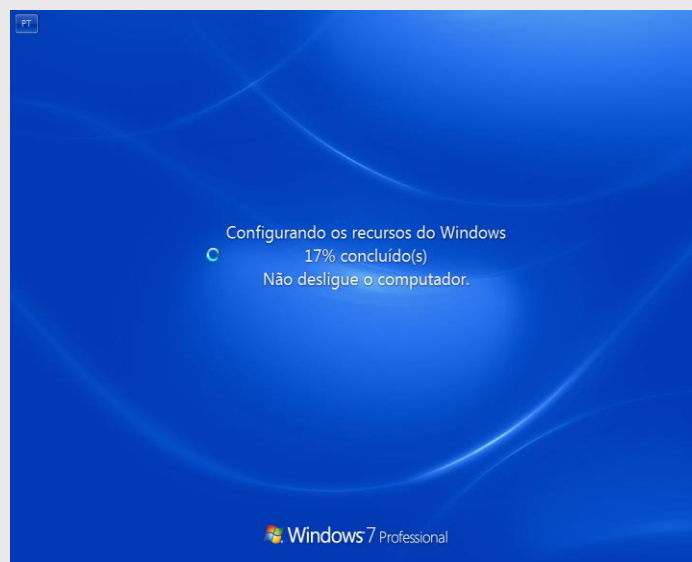 PT
Configurando os recursos do Windows
17% concluído(s)
Não desligue o computador.
Windows 7 Professional